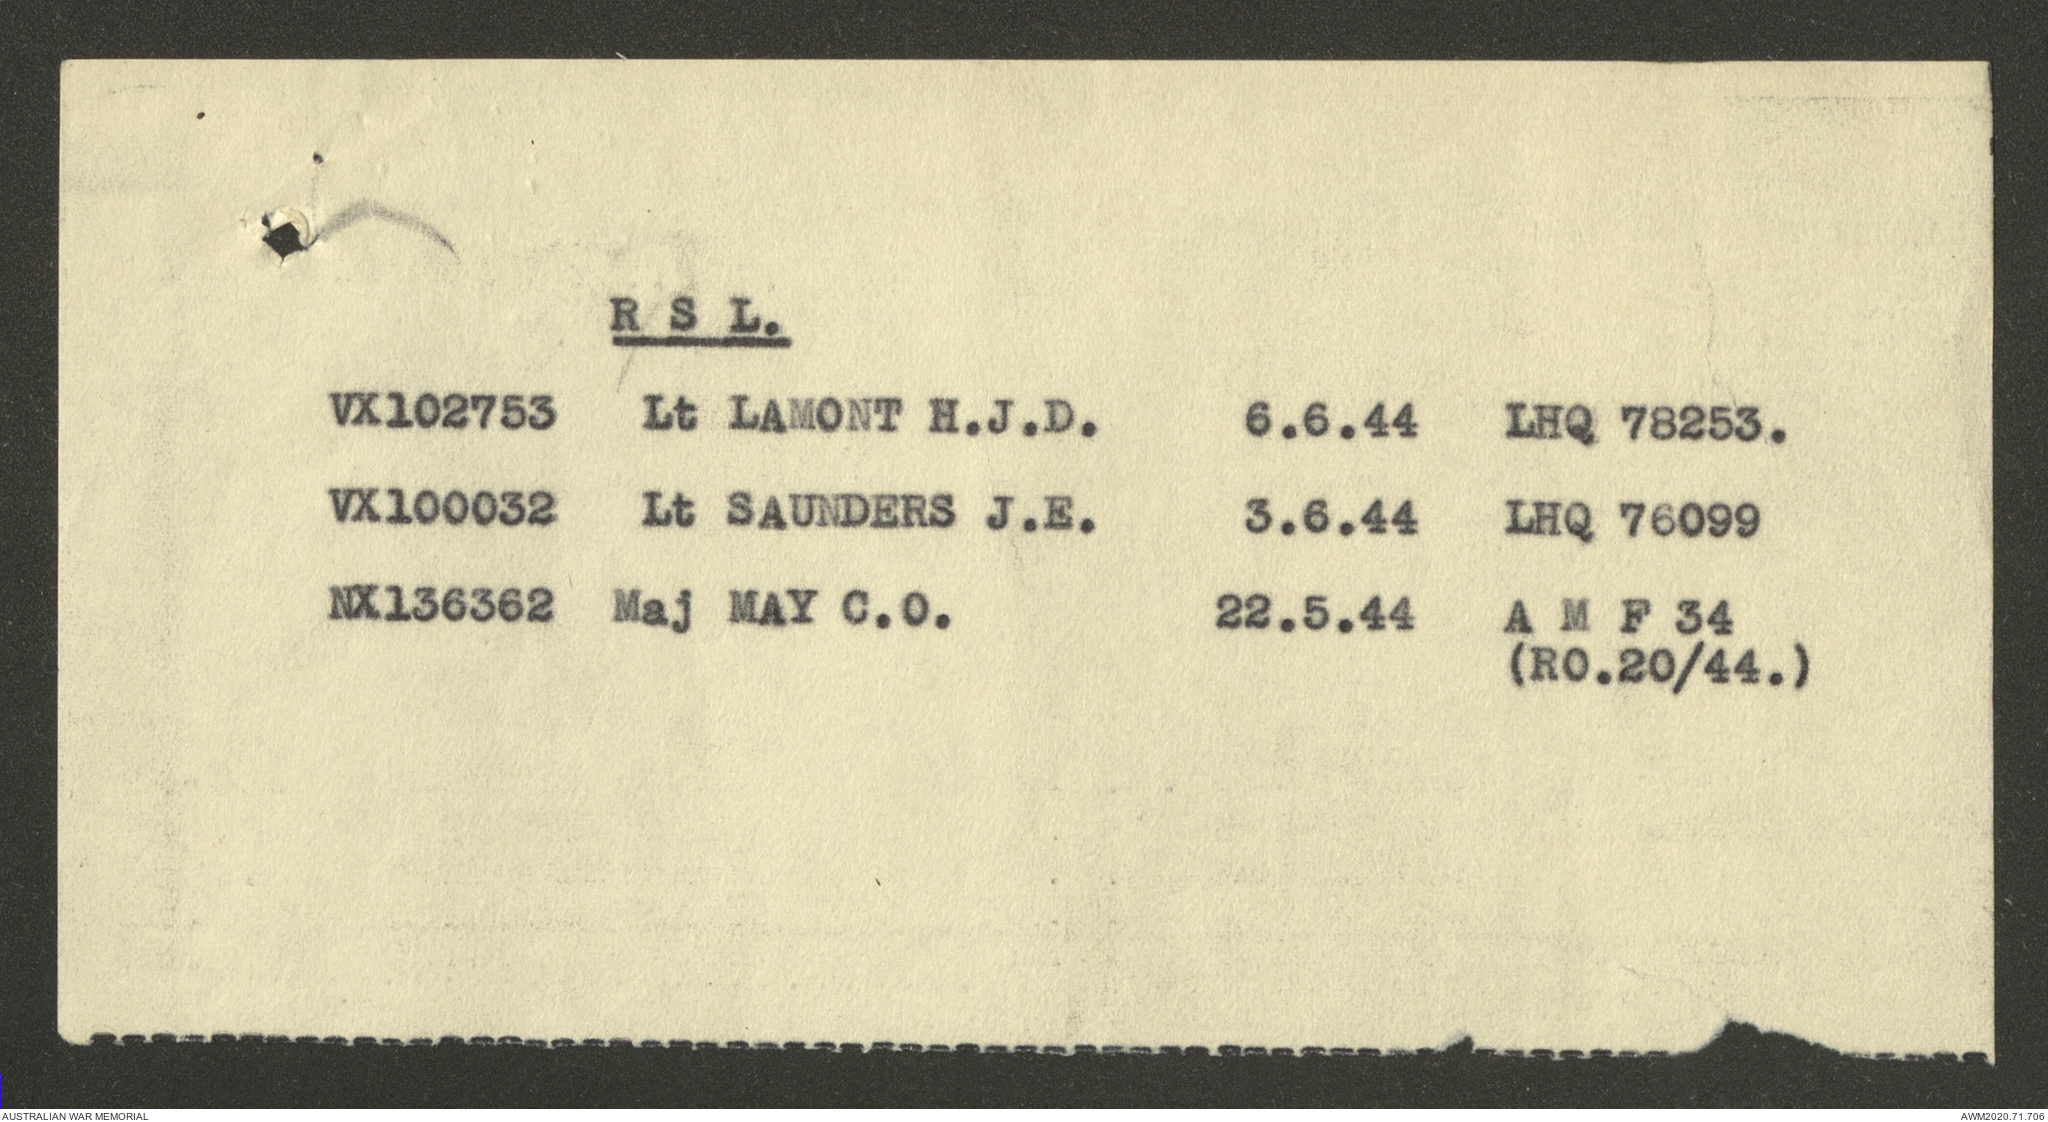 R S L.
VX102753 Lt LAMONT H.J.D. 6.6.44 LHQ 78253.
VX100032 Lt SAUNDERS J.E. 3.6.44 LHQ 76099
NX136362 Maj MAY C.O. 22.5.44 A M F 34
(RO.20/44.)
AUSTRALIAN WAR MEMORIAL AWM2020.71.706